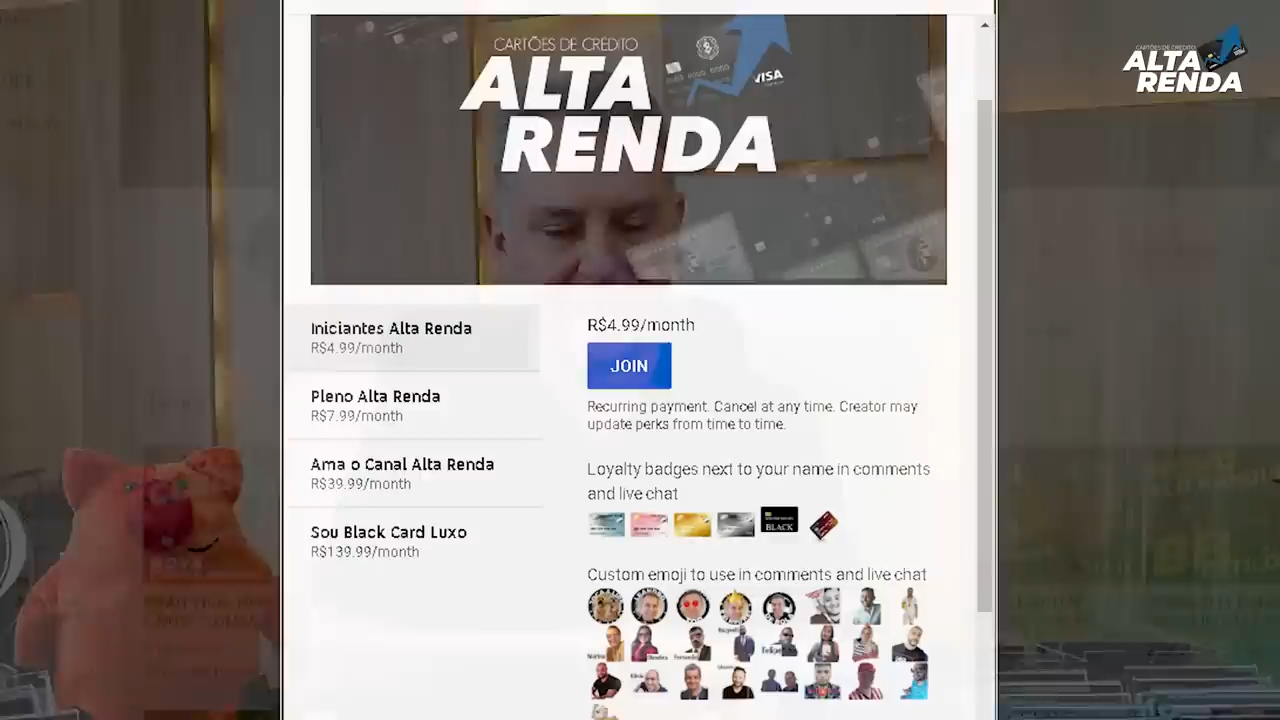 CARTÕES DE CRÉDITO
ALTA
RENDA
VISA
CARTÕES DE CRÉDITO
ALTA
RENDA
Iniciantes Alta Renda
R$4.99/month
Pleno Alta Renda
R$7.99/month
Ama o Canal Alta Renda
R$39.99/month
Sou Black Card Luxo
R$139.99/month
R$4.99/month
JOIN
Recurring payment. Cancel at any time. Creator may
update perks from time to time.
Loyalty badges next to your name in comments
and live chat
BLACK
Custom emoji to use in comments and live chat